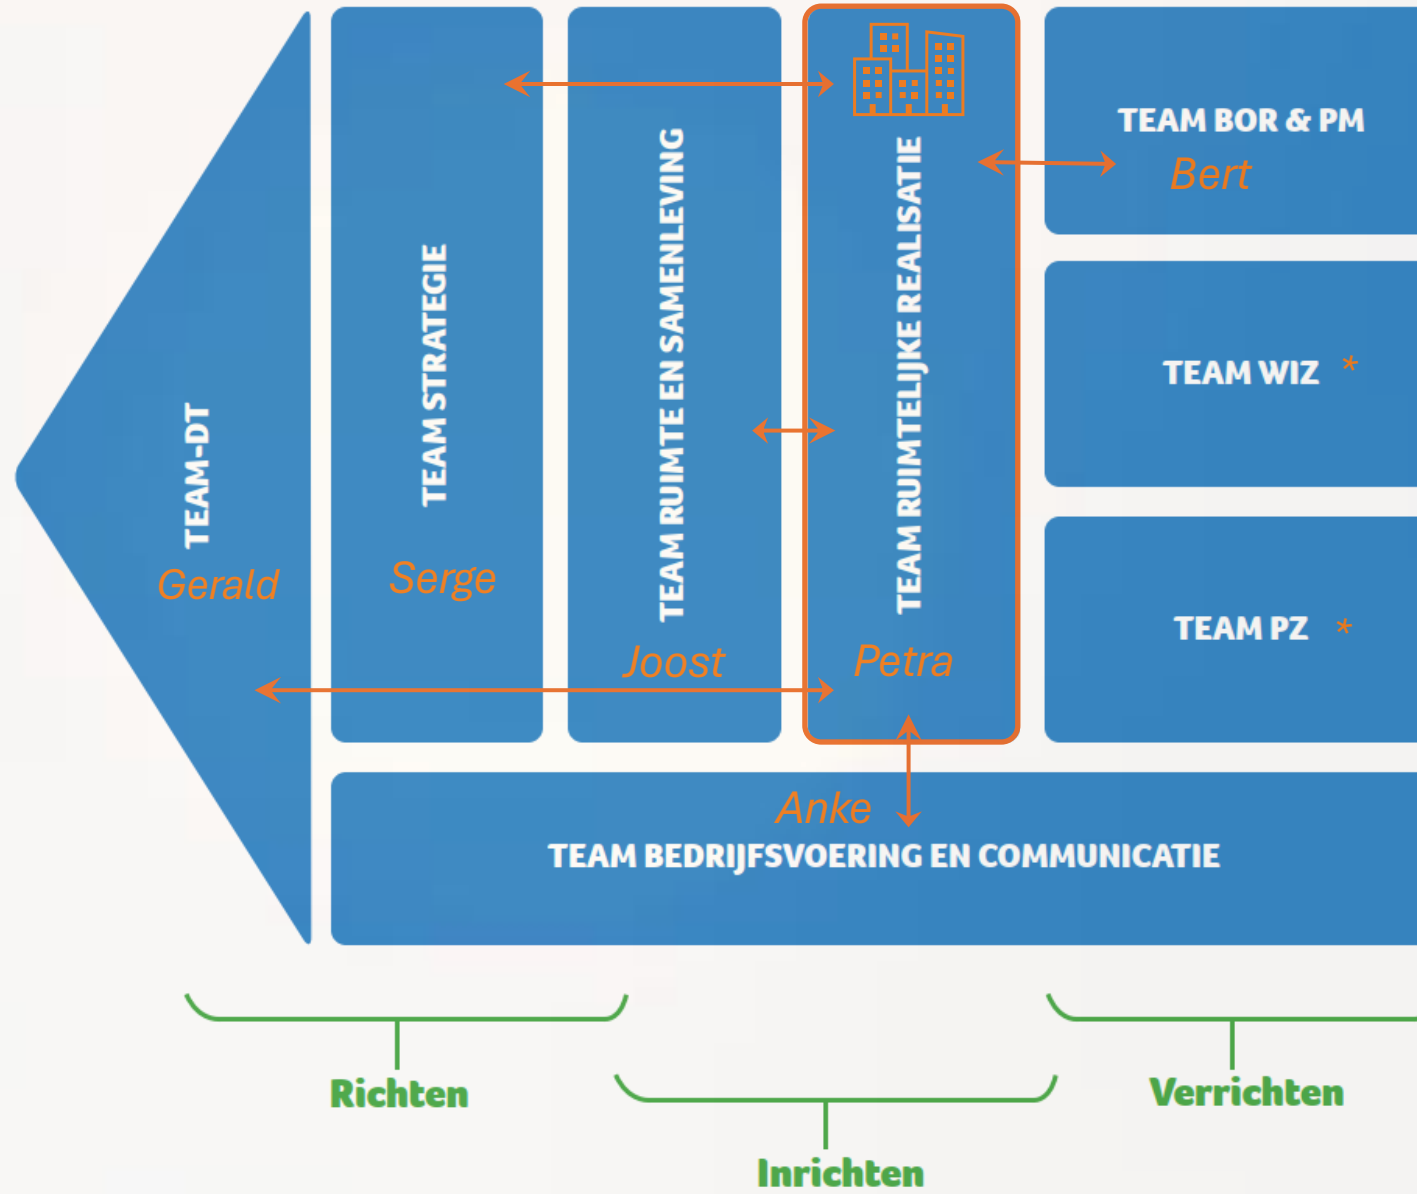 TEAM-DT
Gerald
TEAM STRATEGIE
Serge
TEAM RUIMTE EN SAMENLEVING
Joost
TEAM RUIMTELIJKE REALISATIE
Petra
TEAM BOR & PM
Bert
TEAM WIZ *
TEAM PZ *
Anke
TEAM BEDRIJFSVOERING EN COMMUNICATIE
Richten
Inrichten
Verrichten